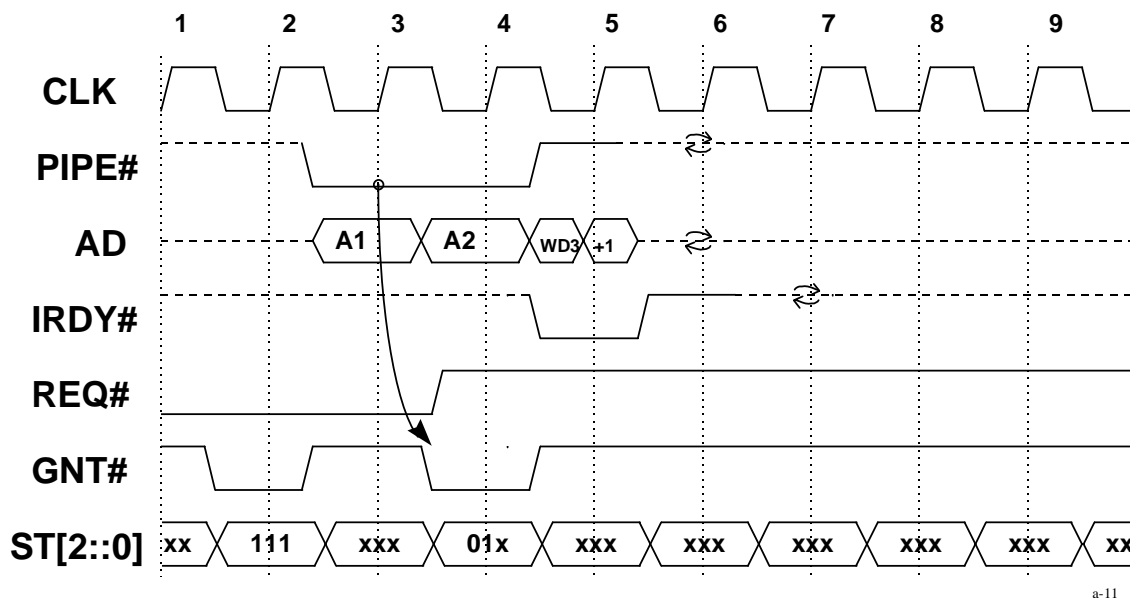 1 2 3 4 5 6 7 8 9
CLK
PIPE#
AD A1 A2 WD3 +1
IRDY#
REQ#
GNT#
ST[2::0] xx 111 xxx 01x xxx xxx xxx xxx xxx xx
a-11